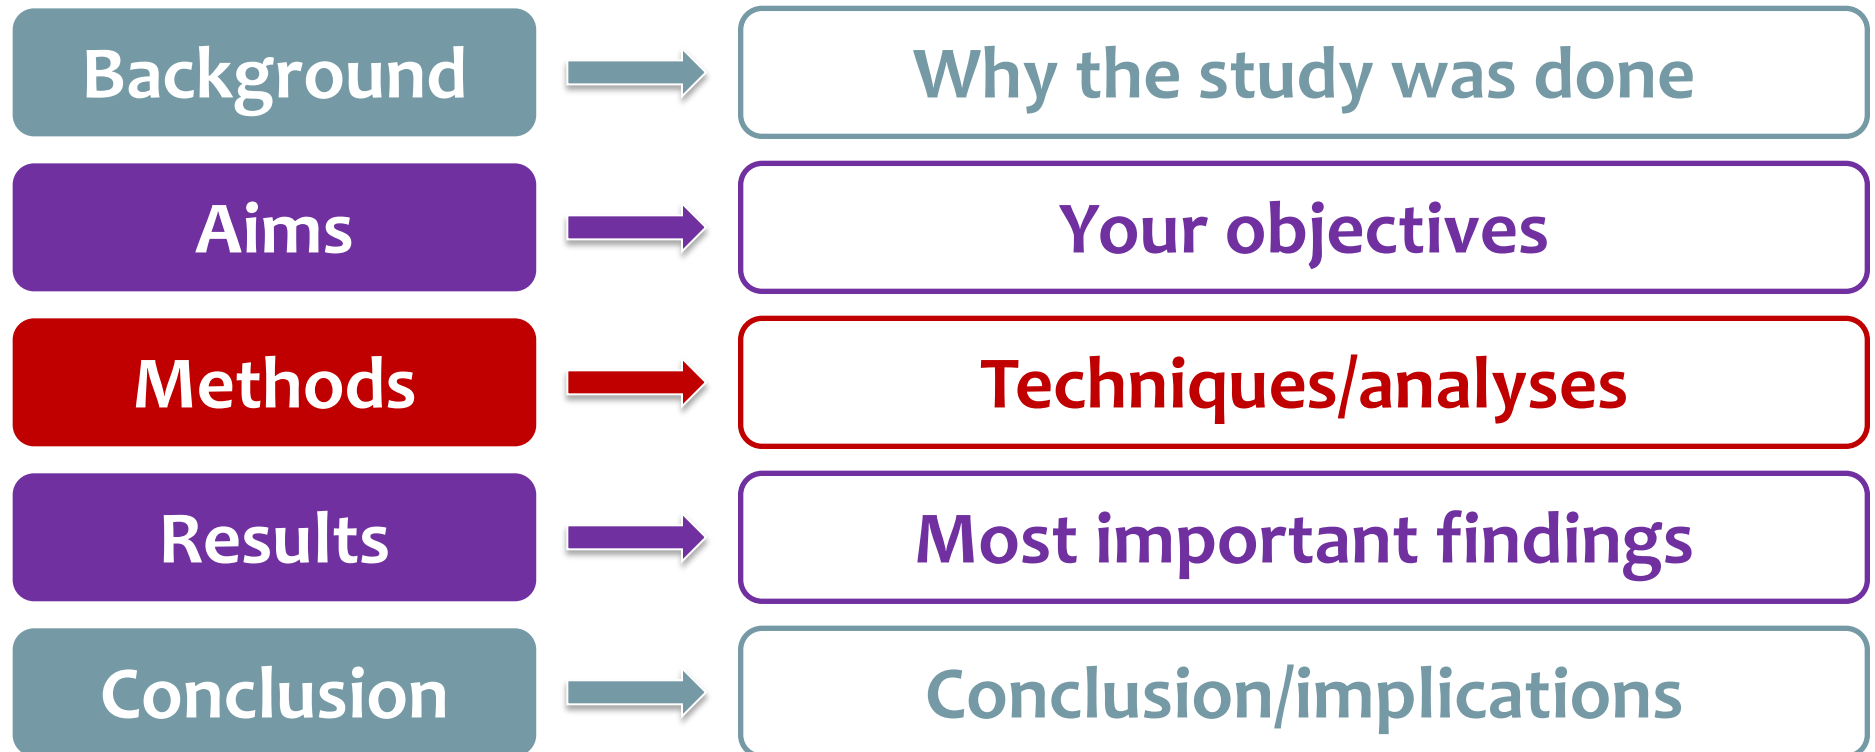 Background
Why the study was done
Aims
Your objectives
Methods
Techniques/analyses
Results
Most important findings
Conclusion
Conclusion/implications